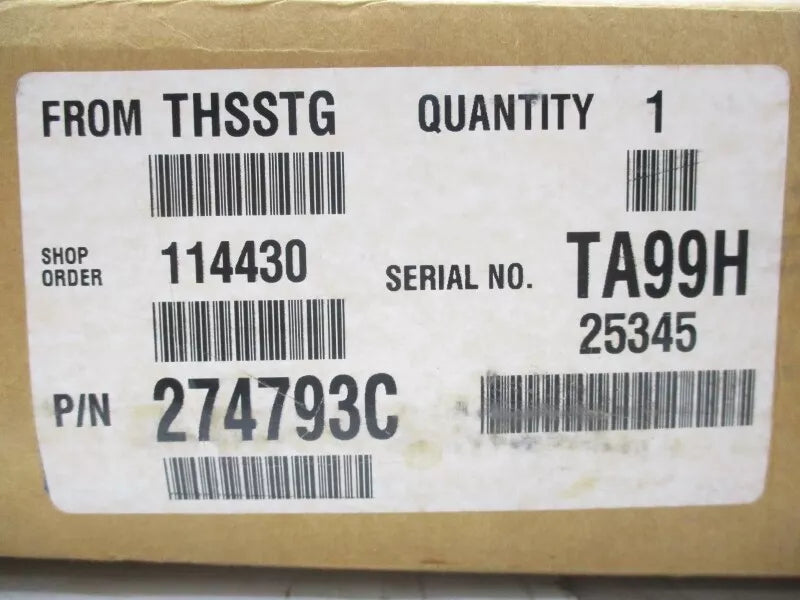 FROM THSSTG
QUANTITY 1
SHOP ORDER 114430
SERIAL NO. TA99H
25345
P/N 274793C